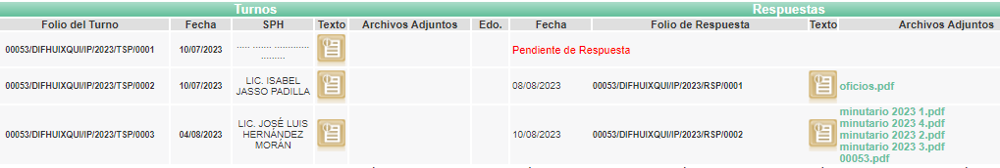 Turnos Respuestas
Folio del Turno Fecha SPH Texto Archivos Adjuntos Edo. Fecha Folio de Respuesta Texto Archivos Adjuntos
00053/DIFHUIXQUI/IP/2023/TSP/0001 10/07/2023 ..... ....... ............. ......... Pendiente de Respuesta
00053/DIFHUIXQUI/IP/2023/TSP/0002 10/07/2023 LIC. ISABEL
JASSO PADILLA 08/08/2023 00053/DIFHUIXQUI/IP/2023/RSP/0001 oficios.pdf
00053/DIFHUIXQUI/IP/2023/TSP/0003 04/08/2023 LIC. JOSÉ LUIS
HERNÁNDEZ
MORÁN 10/08/2023 00053/DIFHUIXQUI/IP/2023/RSP/0002
minutario 2023 1.pdf
minutario 2023 4.pdf
minutario 2023 2.pdf
minutario 2023 3.pdf
00053.pdf